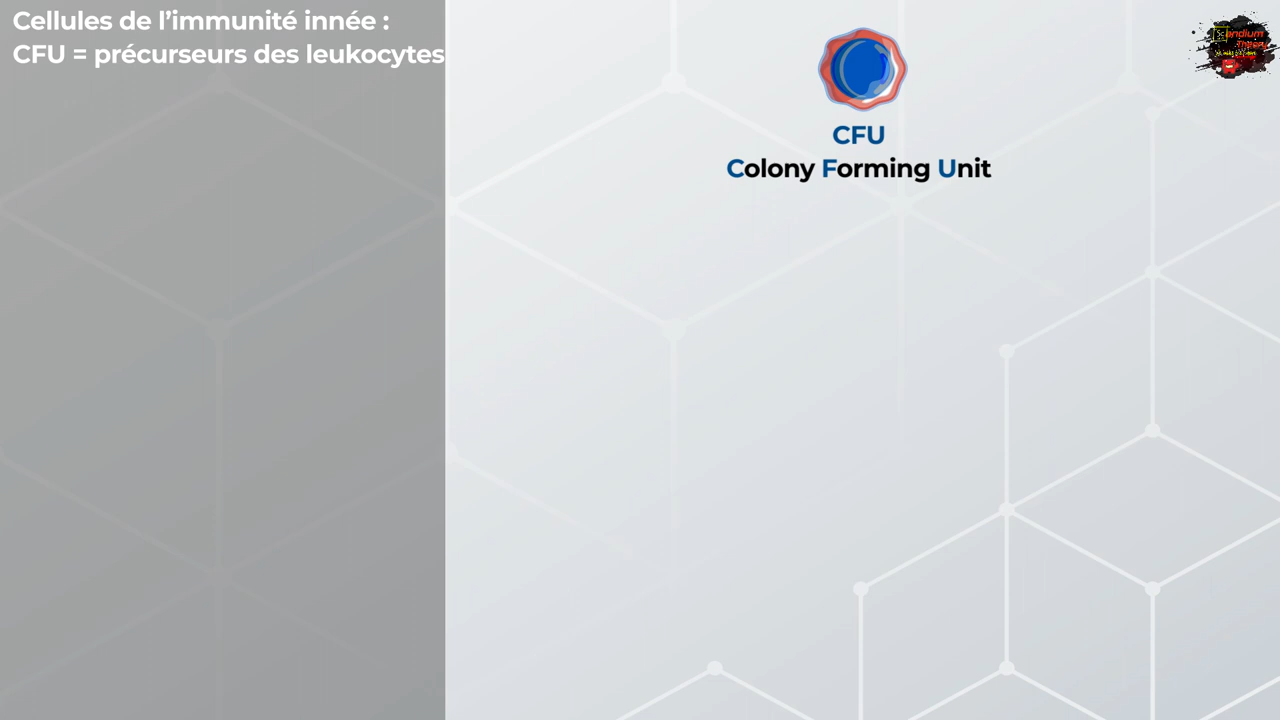 Cellules de l’immunité innée :
CFU = précurseurs des leukocytes
CFU
Colony Forming Unit